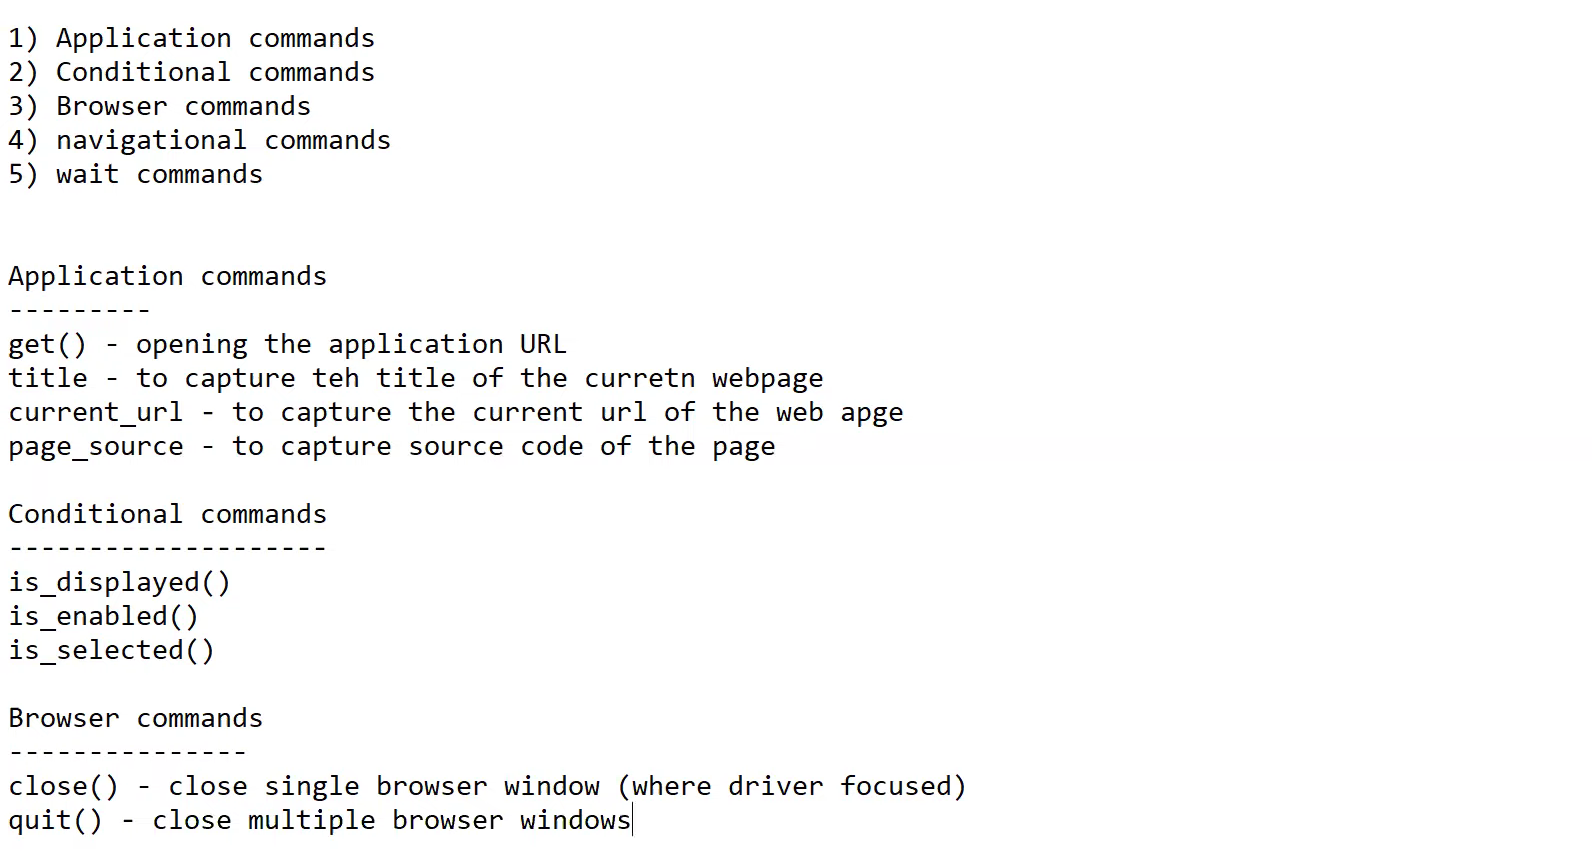 1) Application commands
2) Conditional commands
3) Browser commands
4) navigational commands
5) wait commands
Application commands
---------
get() - opening the application URL
title - to capture teh title of the curretn webpage
current_url - to capture the current url of the web apge
page_source - to capture source code of the page
Conditional commands
--------------------
is_displayed()
is_enabled()
is_selected()
Browser commands
---------------
close() - close single browser window (where driver focused)
quit() - close multiple browser windows